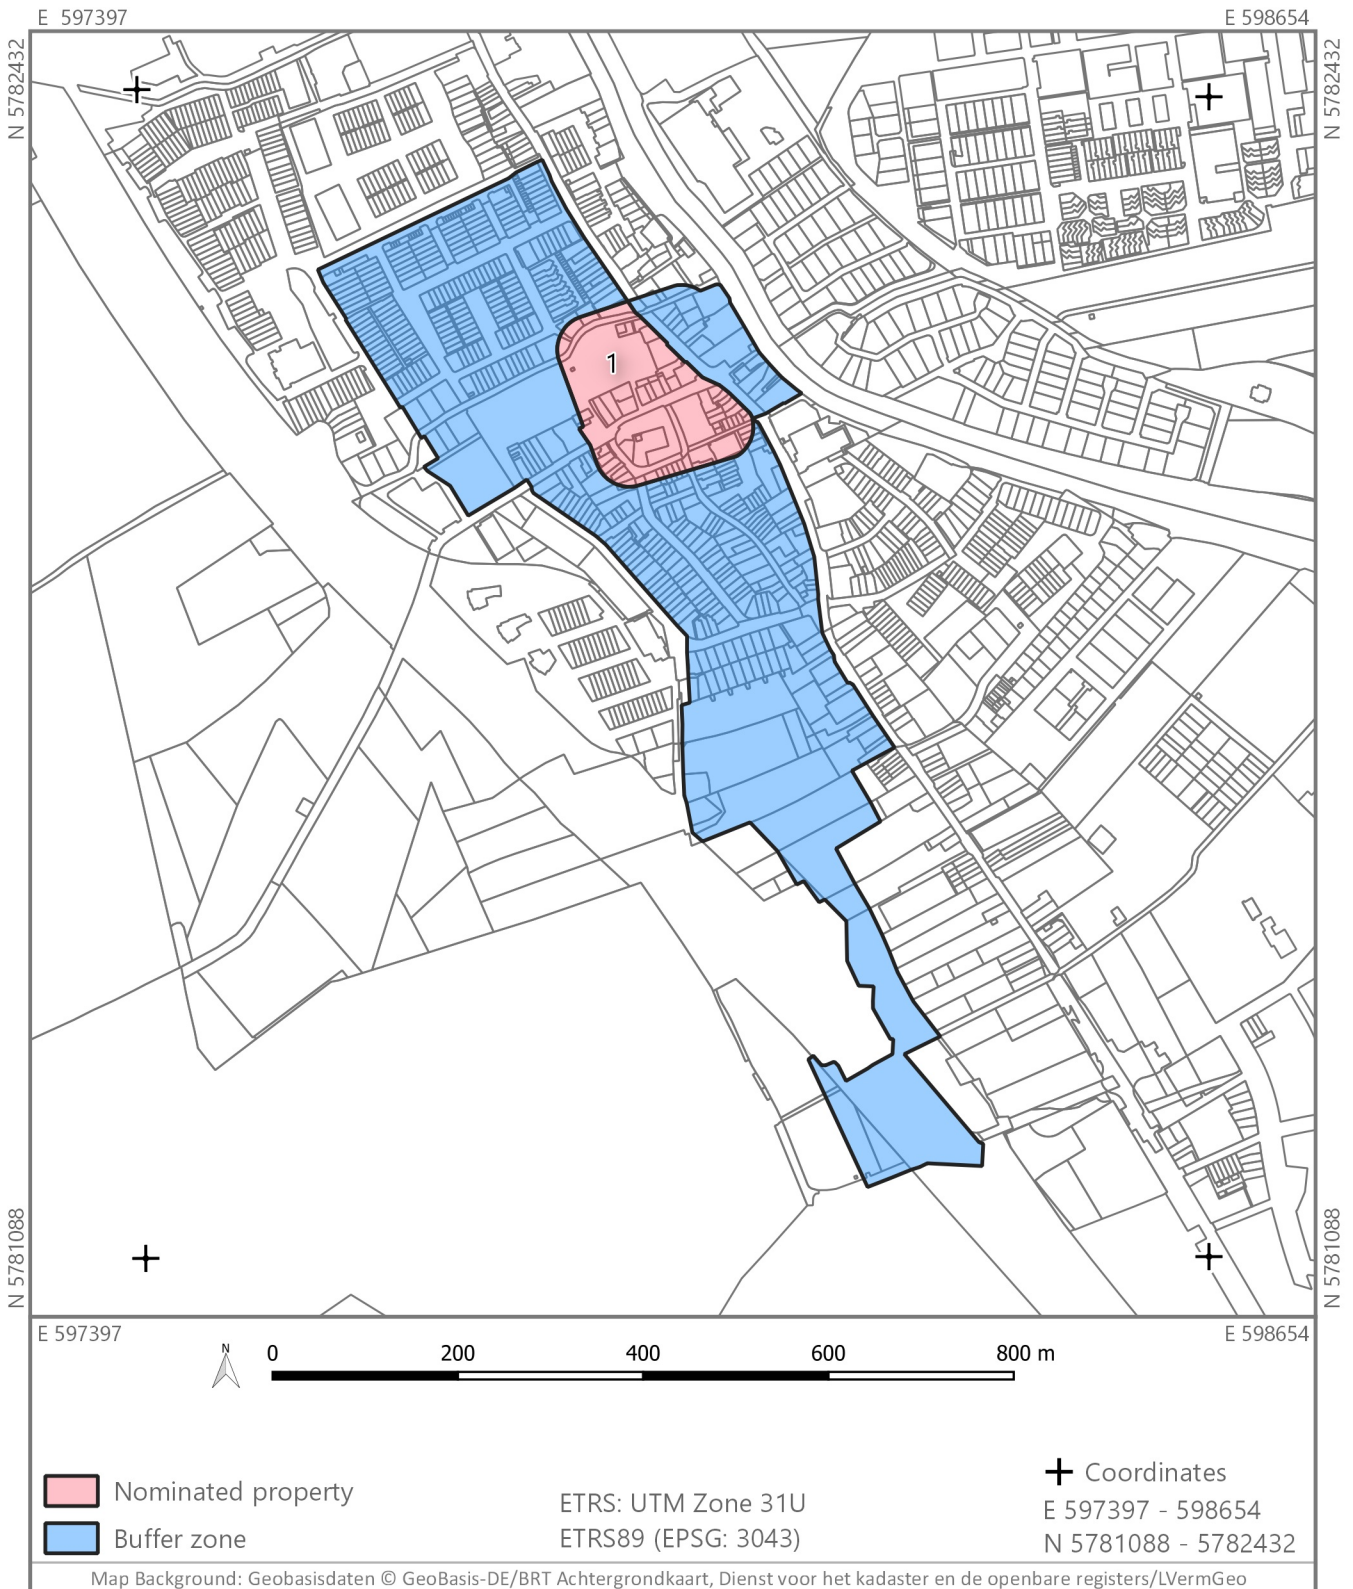 E 597397
E 598654
N 5782432
N 5782432
1
N 5781088
N 5781088
E 597397
E 598654
N
0 200 400 600 800 m
Nominated property
Buffer zone
ETRS: UTM Zone 31U
ETRS89 (EPSG: 3043)
Coordinates
E 597397 - 598654
N 5781088 - 5782432
Map Background: Geobasisdaten © GeoBasis-DE/BRT Achtergrondkaart, Dienst voor het kadaster en de openbare registers/LVermGeo